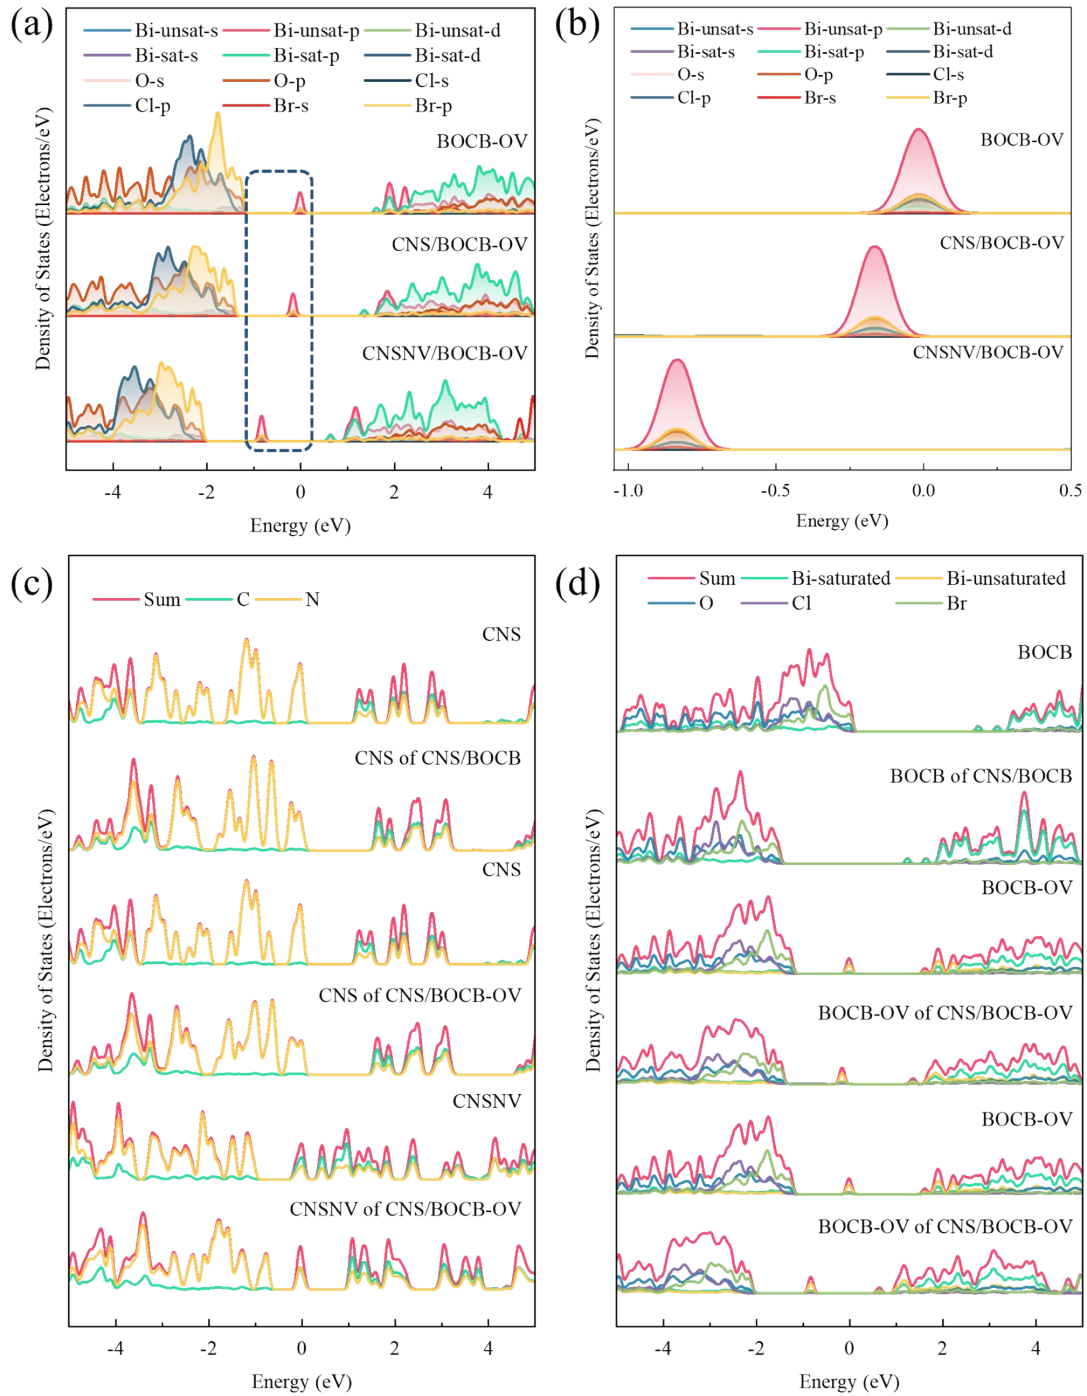 (a)
Bi-unsat-s Bi-unsat-p Bi-unsat-d
Bi-sat-s Bi-sat-p Bi-sat-d
O-s O-p Cl-s
Cl-p Br-s Br-p
BOCB-OV
CNS/BOCB-OV
CNSNV/BOCB-OV
Density of States (Electrons/eV)
-4 -2 0 2 4
Energy (eV)
(b)
Bi-unsat-s Bi-unsat-p Bi-unsat-d
Bi-sat-s Bi-sat-p Bi-sat-d
O-s O-p Cl-s
Cl-p Br-s Br-p
BOCB-OV
CNS/BOCB-OV
CNSNV/BOCB-OV
Density of States (Electrons/eV)
-1.0 -0.5 0.0 0.5
Energy (eV)
(c)
Sum C N
CNS
CNS of CNS/BOCB
CNS
CNS of CNS/BOCB-OV
CNSNV
CNSNV of CNS/BOCB-OV
Density of States (Electrons/eV)
-4 -2 0 2 4
Energy (eV)
(d)
Sum Bi-saturated Bi-unsaturated
O Cl Br
BOCB
BOCB of CNS/BOCB
BOCB-OV
BOCB-OV of CNS/BOCB-OV
BOCB-OV
BOCB-OV of CNS/BOCB-OV
Density of States (Electrons/eV)
-4 -2 0 2 4
Energy (eV)